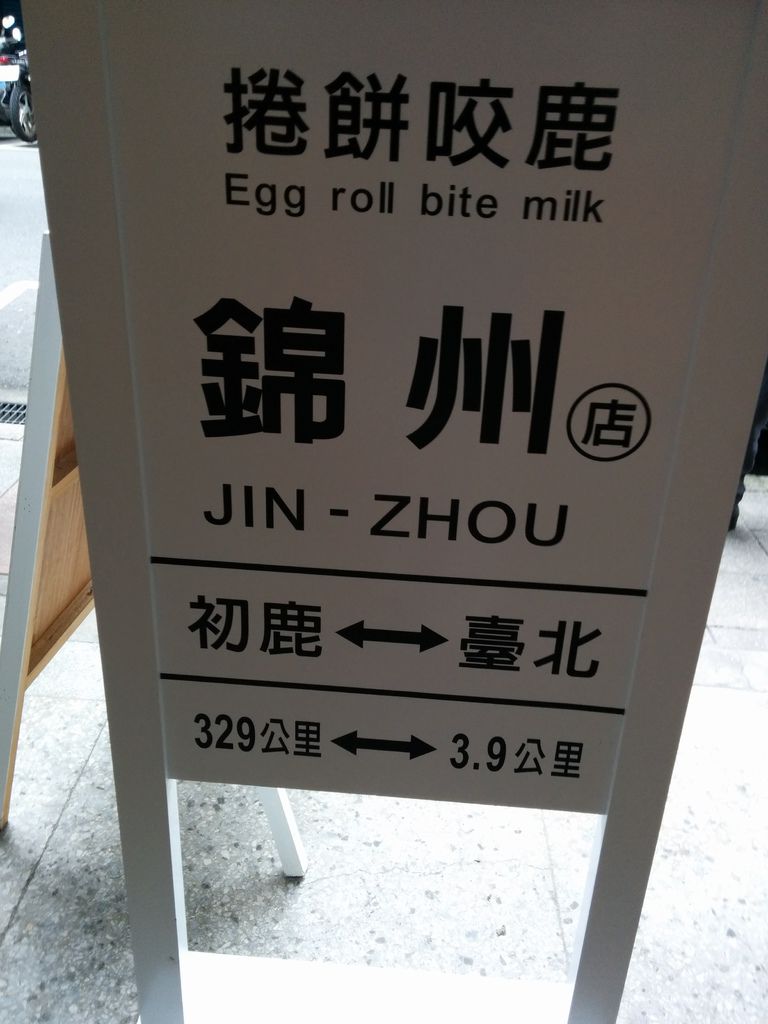 捲餅咬鹿
Egg roll bite milk
錦州店
JIN - ZHOU
初鹿 ↔ 臺北
329公里 ↔ 3.9公里